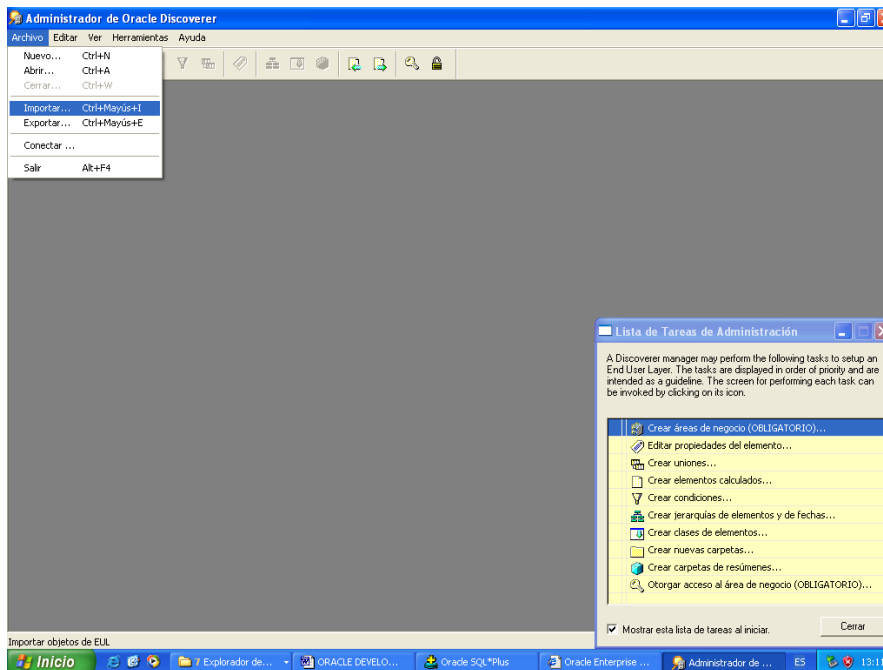 Administrador de Oracle Discoverer
Archivo Editar Ver Herramientas Ayuda
Nuevo... Ctrl+N
Abrir... Ctrl+A
Cerrar... Ctrl+W
Importar... Ctrl+Mayús+I
Exportar... Ctrl+Mayús+E
Conectar ...
Salir Alt+F4
Lista de Tareas de Administración
A Discoverer manager may perform the following tasks to setup an
End User Layer. The tasks are displayed in order of priority and are
intended as a guideline. The screen for performing each task can
be invoked by clicking on its icon.
Crear áreas de negocio (OBLIGATORIO)...
Editar propiedades del elemento...
Crear uniones...
Crear elementos calculados...
Crear condiciones...
Crear jerarquías de elementos y de fechas...
Crear clases de elementos...
Crear nuevas carpetas...
Crear carpetas de resúmenes...
Otorgar acceso al área de negocio (OBLIGATORIO)...
Mostrar esta lista de tareas al iniciar.
Cerrar
Importar objetos de EUL
Inicio
7 Explorador de...
ORACLE DEVELO...
Oracle SQL*Plus
Oracle Enterprise ...
Administrador de ...
ES